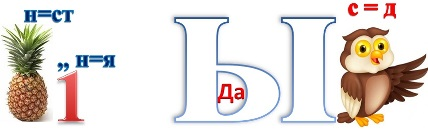 н=ст
с = д
„ н=я
1
Ы
Да